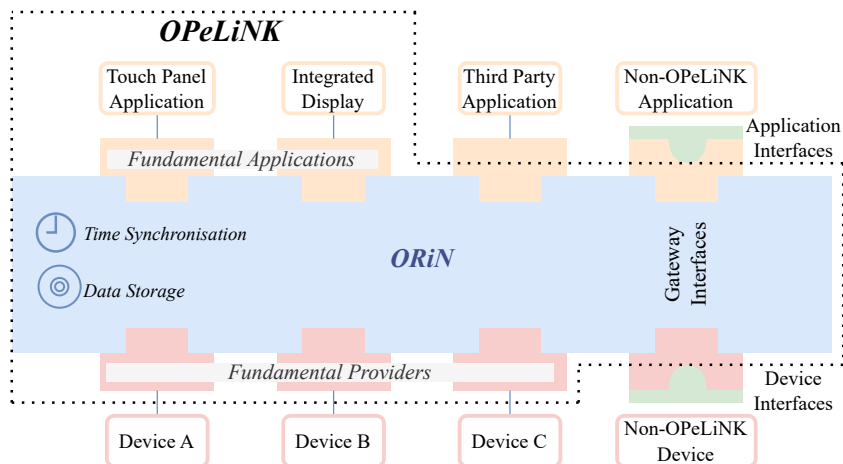 OPeLiNK
Touch Panel
Application
Integrated
Display
Third Party
Application
Non-OPeLiNK
Application
Application
Interfaces
Fundamental Applications
Time Synchronisation
Data Storage
ORiN
Gateway
Interfaces
Fundamental Providers
Device
Interfaces
Device A
Device B
Device C
Non-OPeLiNK
Device